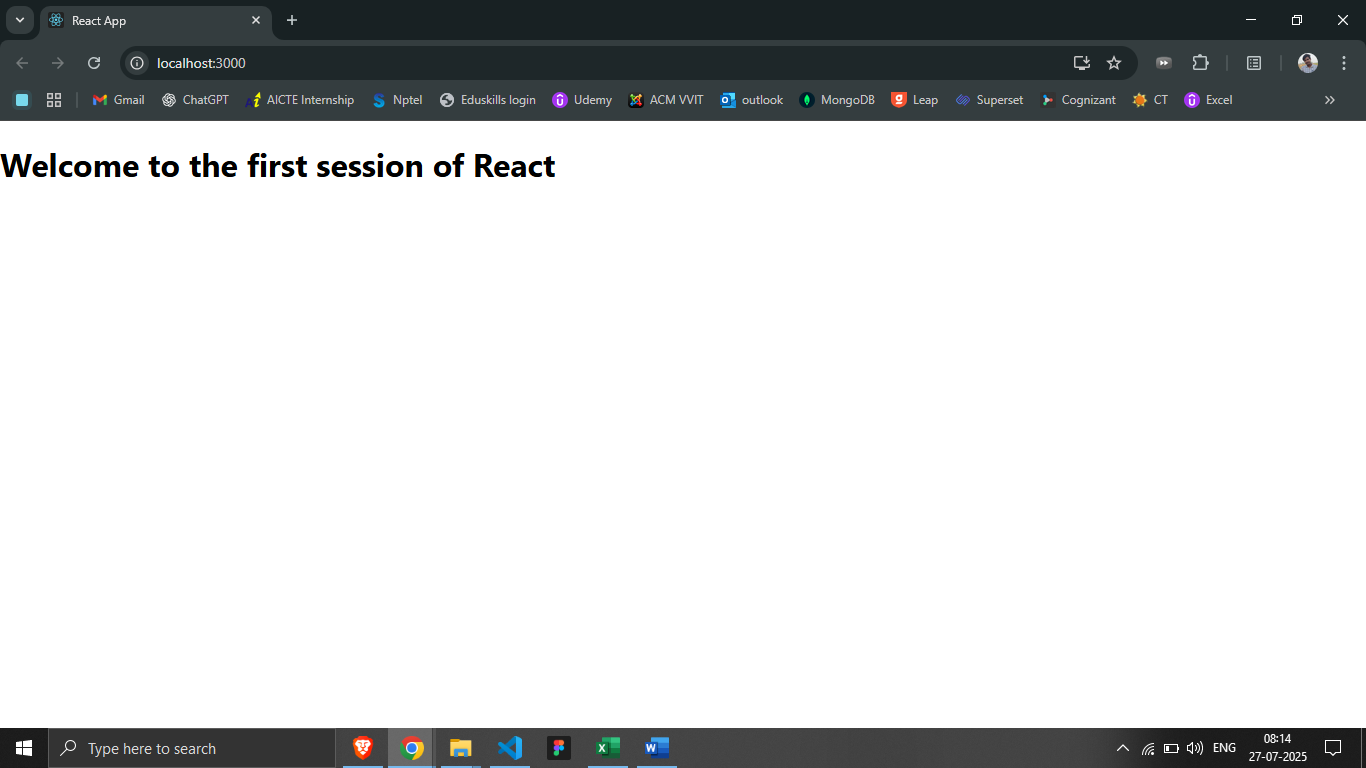 React App
localhost:3000
Gmail ChatGPT AICTE Internship Nptel Eduskills login Udemy ACM VVIT outlook MongoDB Leap Superset Cognizant CT Excel
Welcome to the first session of React
Type here to search
ENG
08:14
27-07-2025